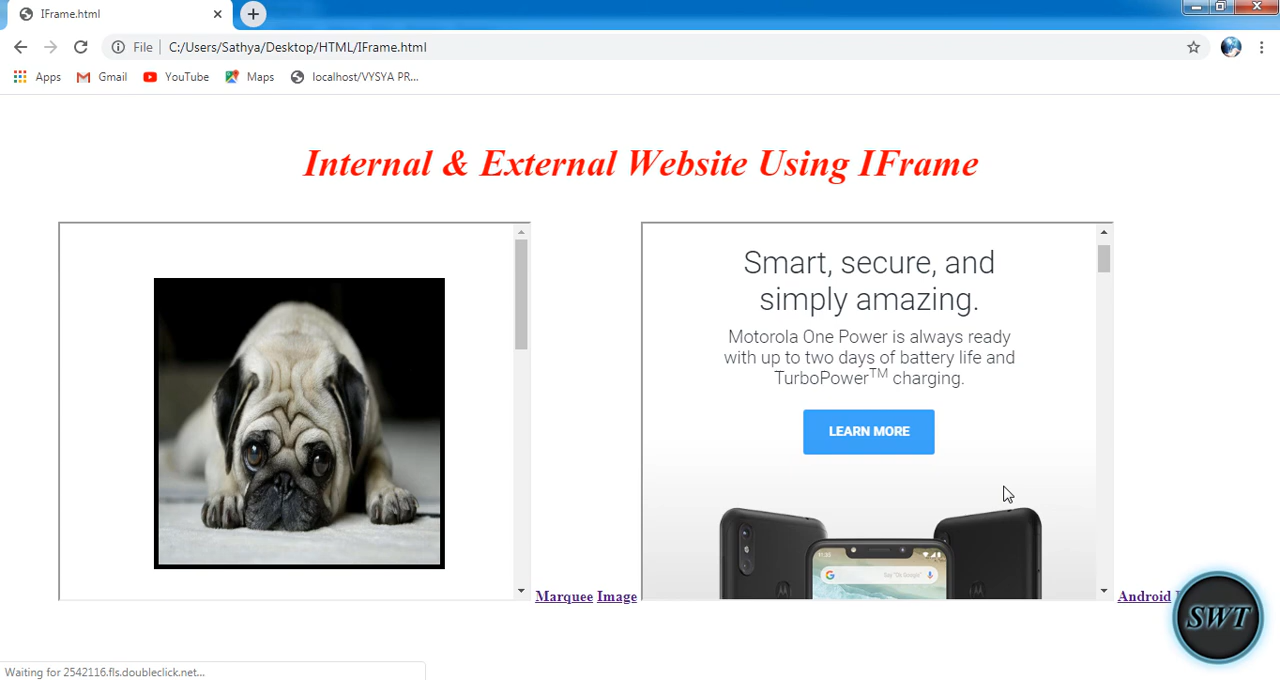 IFrame.html
File
C:/Users/Sathya/Desktop/HTML/IFrame.html
Apps Gmail YouTube Maps localhost/VYSYA PR...
Internal & External Website Using IFrame
Smart, secure, and
simply amazing.
Motorola One Power is always ready
with up to two days of battery life and
TurboPower™ charging.
LEARN MORE
Marquee Image
Android
SWT
Waiting for 2542116.fls.doubleclick.net...